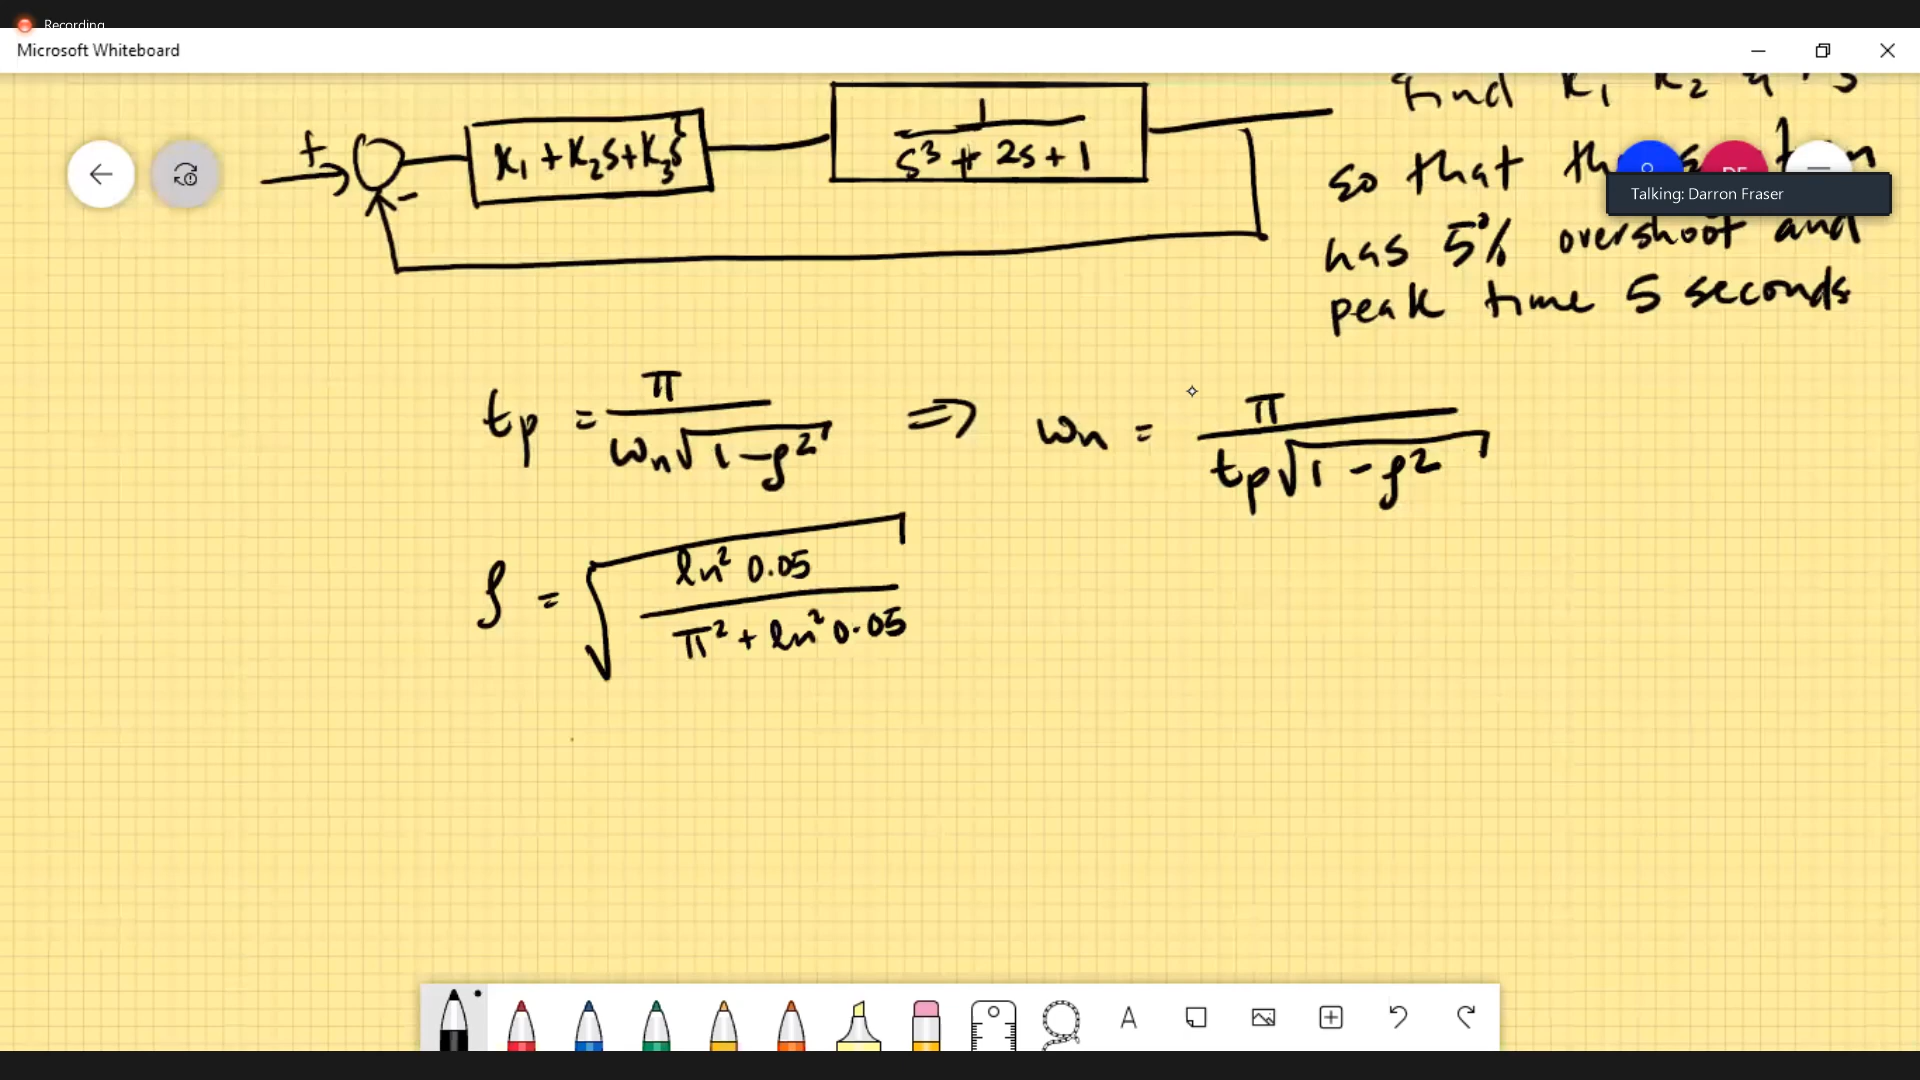 Recording
Microsoft Whiteboard
find K₁ K₂ &
+
K₁ + K₂S + K₃S²
1
S³ + 2S + 1
-
so that the
Talking: Darron Fraser
has 5% overshoot and
peak time 5 seconds
tp = π / (ωn√(1-ζ²)) ⇒ ωn = π / (tp√(1-ζ²))
ζ = √(ln² 0.05 / (π² + ln² 0.05))
A